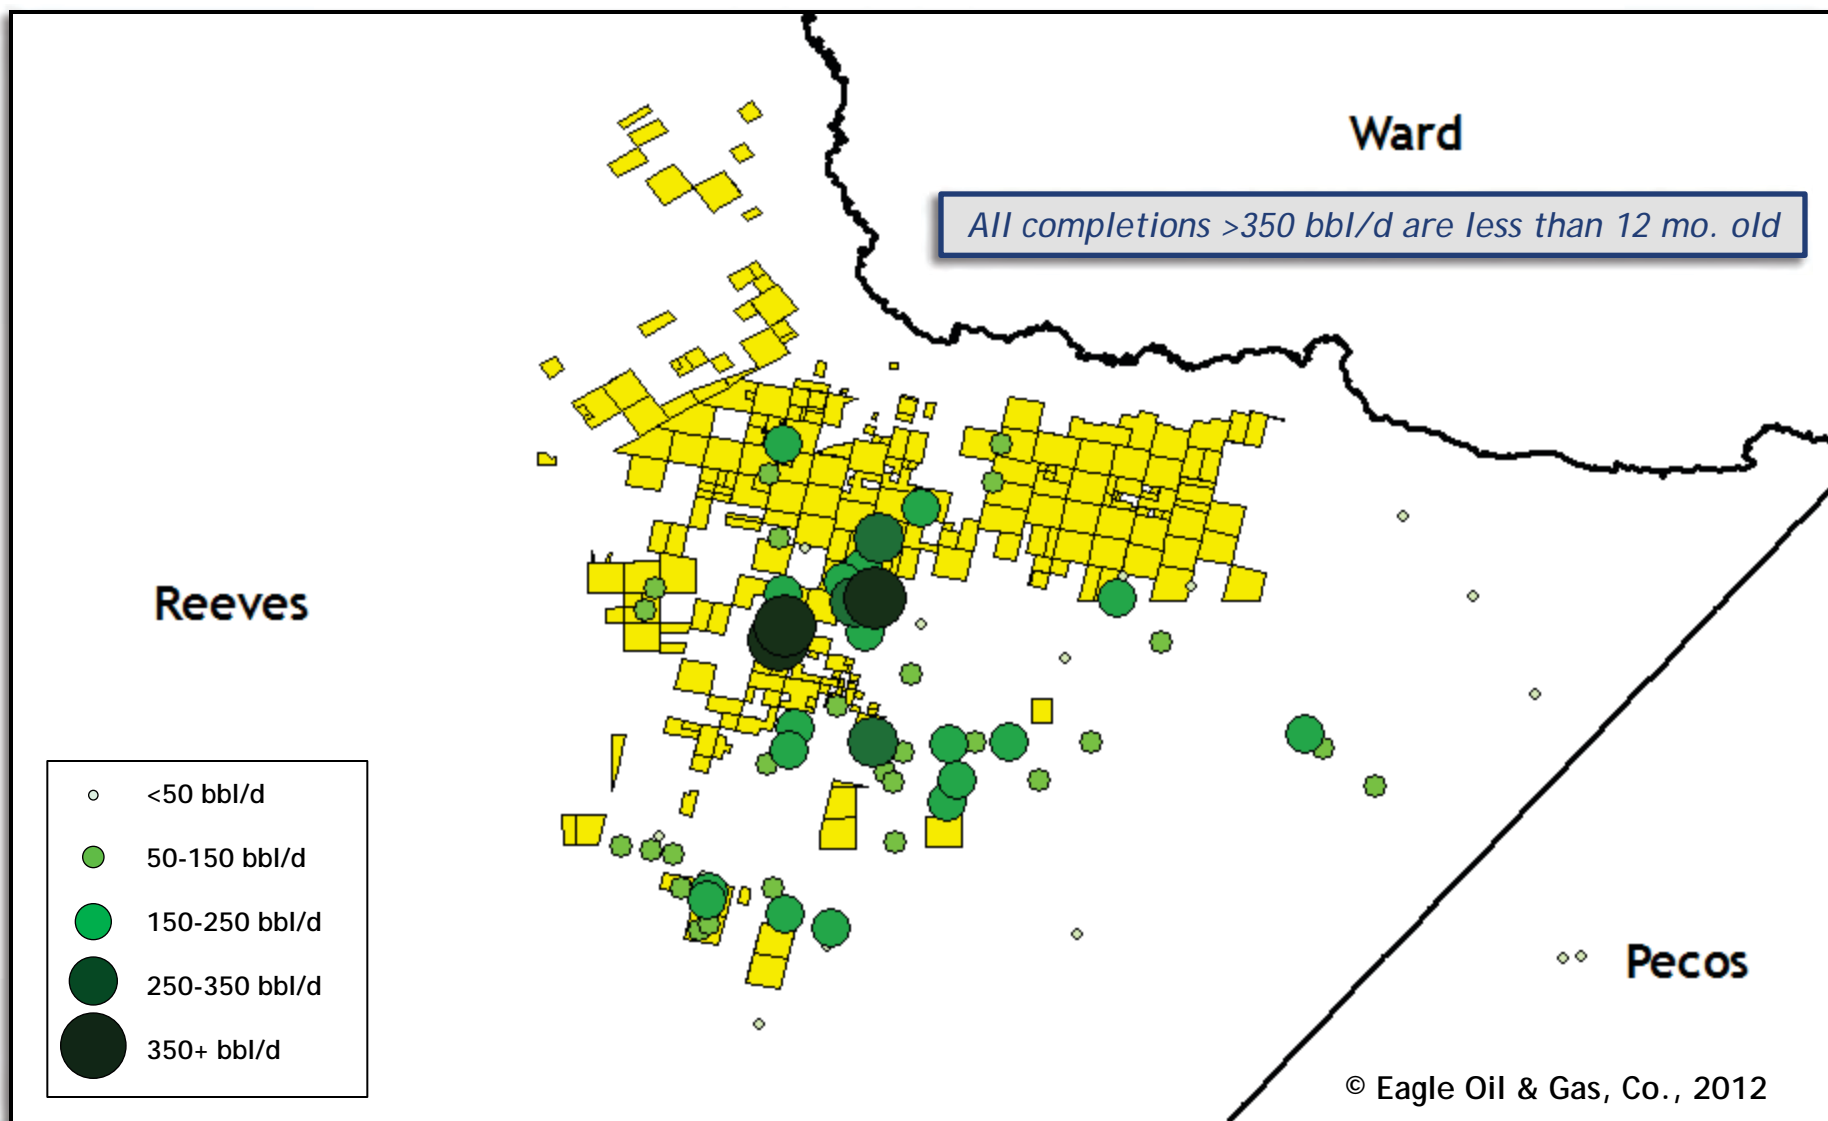 Ward
All completions >350 bbl/d are less than 12 mo. old
Reeves
<50 bbl/d
50-150 bbl/d
150-250 bbl/d
250-350 bbl/d
350+ bbl/d
Pecos
© Eagle Oil & Gas, Co., 2012